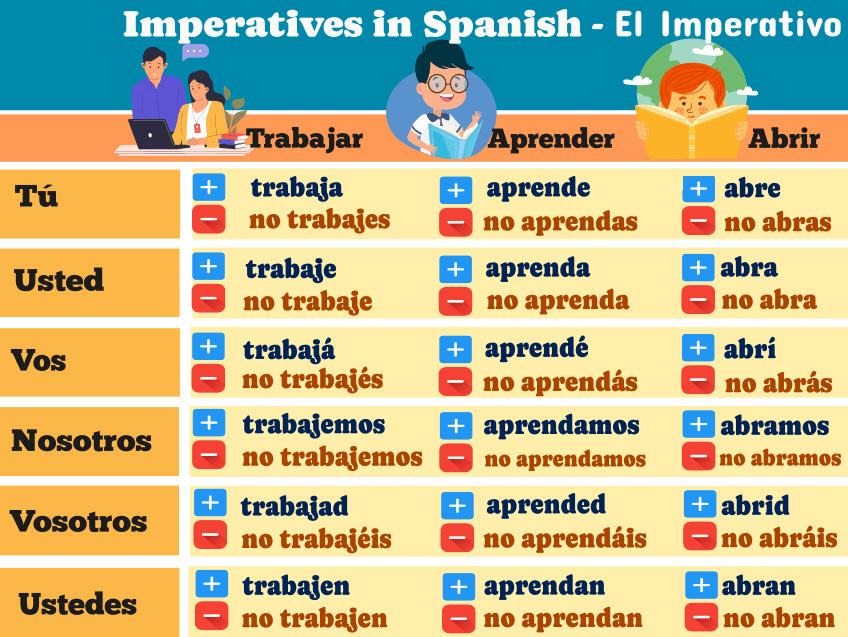 Imperatives in Spanish - El Imperativo
Trabajar Aprender Abrir
Tú
+ trabaja + aprende + abre
− no trabajes − no aprendas − no abras
Usted
+ trabaje + aprenda + abra
− no trabaje − no aprenda − no abra
Vos
+ trabajá + aprendé + abrí
− no trabajés − no aprendás − no abrás
Nosotros
+ trabajemos + aprendamos + abramos
− no trabajemos − no aprendamos − no abramos
Vosotros
+ trabajad + aprended + abrid
− no trabajéis − no aprendáis − no abráis
Ustedes
+ trabajen + aprendan + abran
− no trabajen − no aprendan − no abran